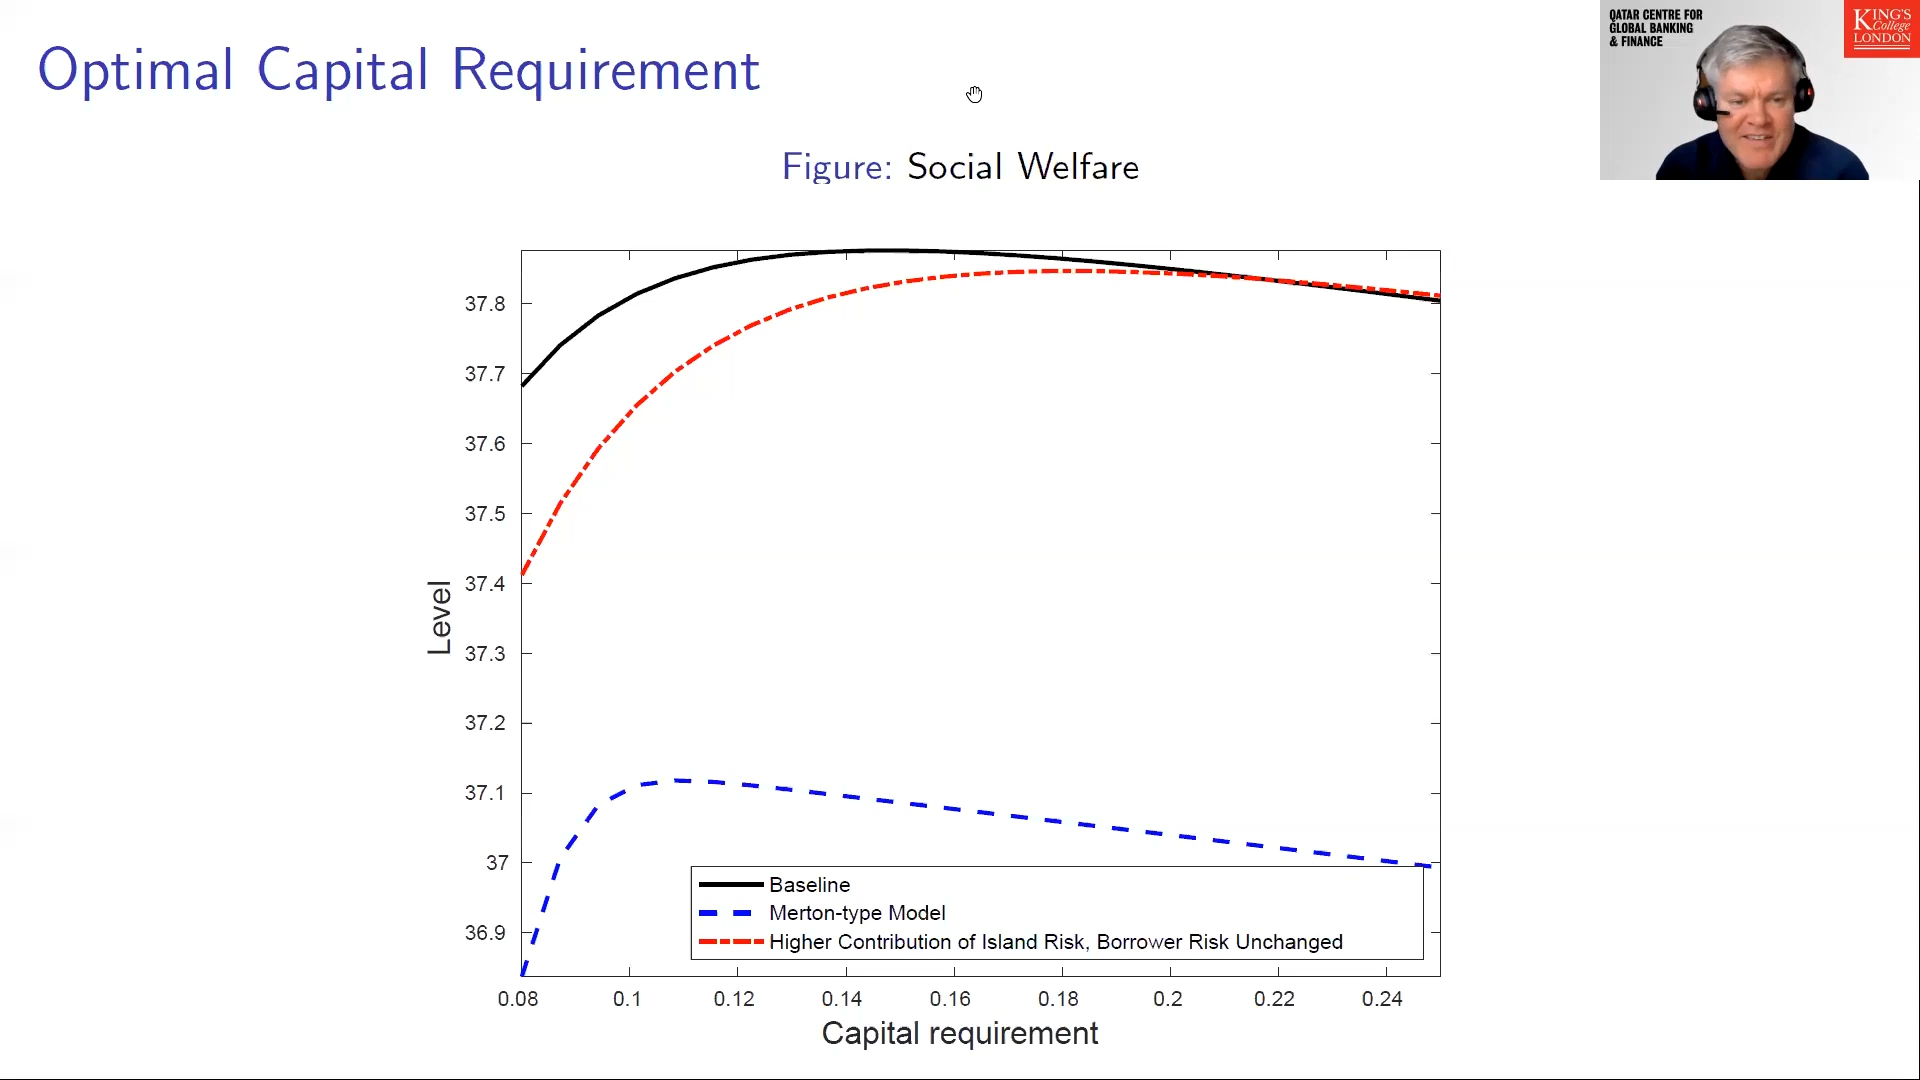 Optimal Capital Requirement
QATAR CENTRE FOR
GLOBAL BANKING
& FINANCE
KING'S
College
LONDON
Figure: Social Welfare
37.8
37.7
37.6
37.5
37.4
37.3
37.2
37.1
37
36.9
Level
Baseline
Merton-type Model
Higher Contribution of Island Risk, Borrower Risk Unchanged
0.08 0.1 0.12 0.14 0.16 0.18 0.2 0.22 0.24
Capital requirement